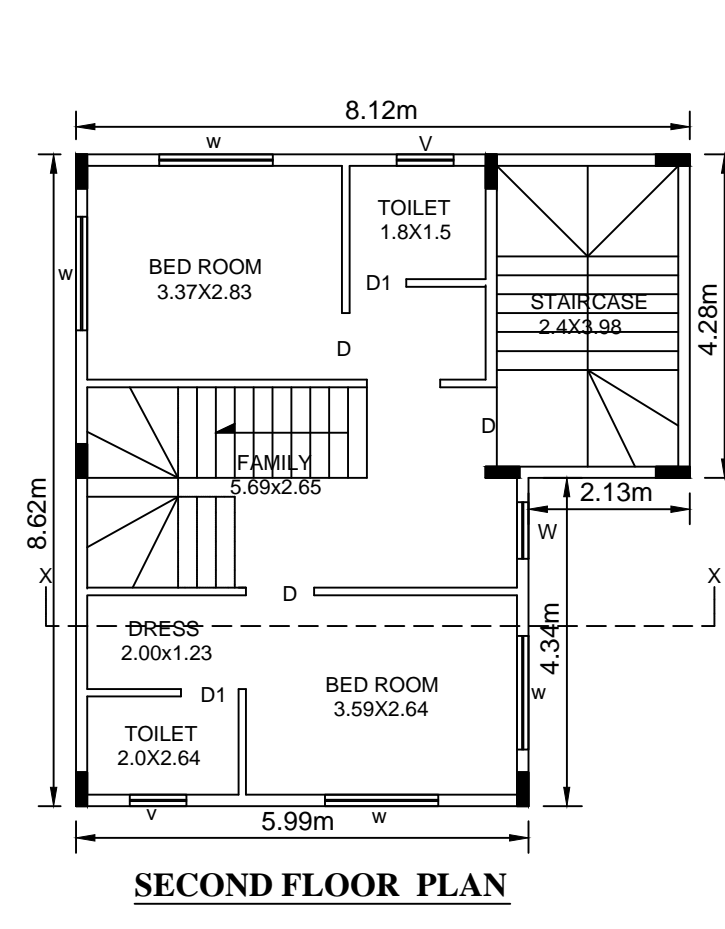 8.12m
w
V
TOILET
1.8X1.5
w
BED ROOM
3.37X2.83
D1
STAIRCASE
2.4X3.98
4.28m
D
D
FAMILY
5.69x2.65
8.62m
2.13m
W
X
X
D
DRESS
2.00x1.23
4.34m
D1
BED ROOM
3.59X2.64
w
TOILET
2.0X2.64
v
5.99m
w
SECOND FLOOR PLAN